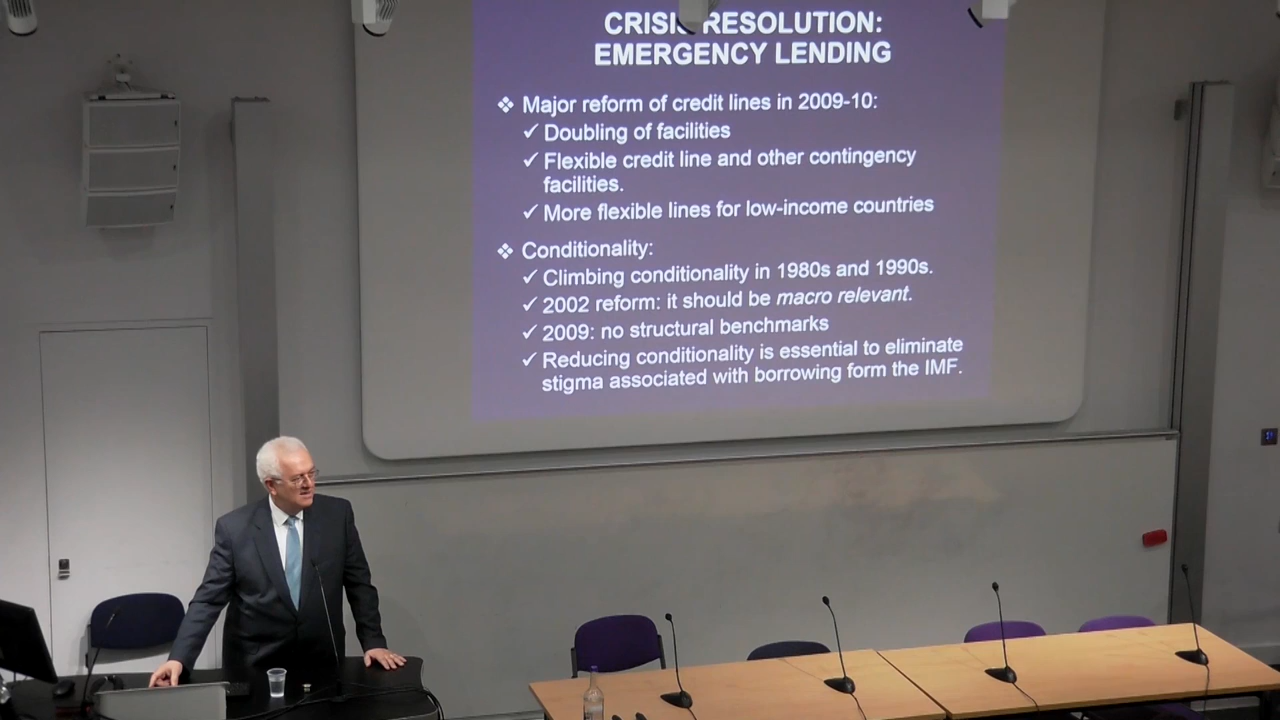 CRISIS RESOLUTION:
EMERGENCY LENDING
❖ Major reform of credit lines in 2009-10:
✓ Doubling of facilities
✓ Flexible credit line and other contingency
facilities.
✓ More flexible lines for low-income countries
❖ Conditionality:
✓ Climbing conditionality in 1980s and 1990s.
✓ 2002 reform: it should be macro relevant.
✓ 2009: no structural benchmarks
✓ Reducing conditionality is essential to eliminate
stigma associated with borrowing form the IMF.